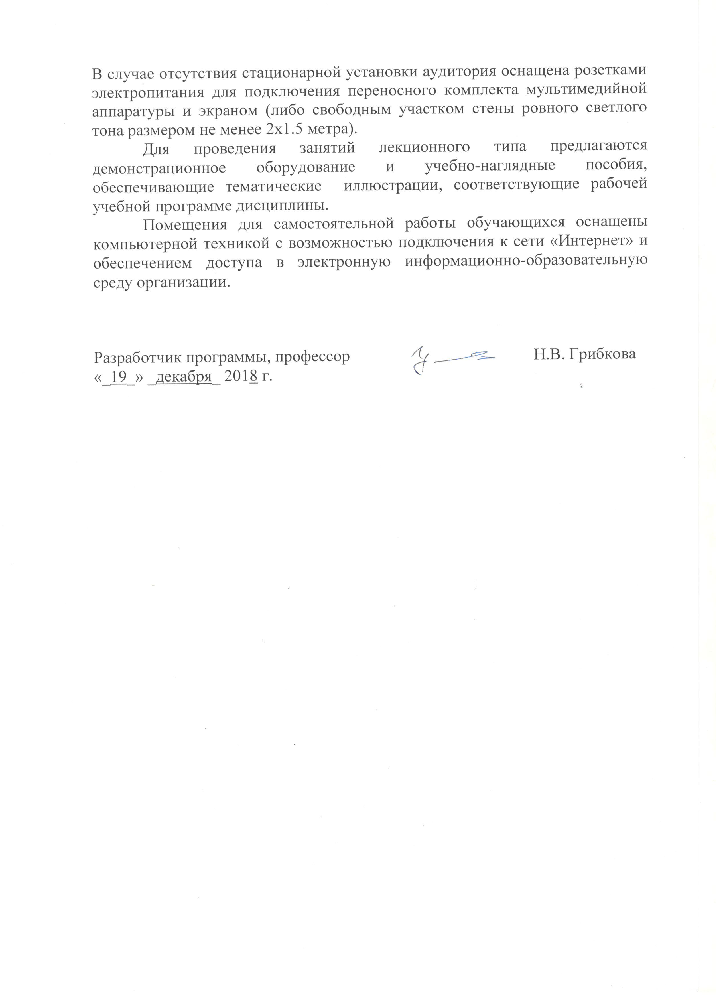 В случае отсутствия стационарной установки аудитория оснащена розетками
электропитания для подключения переносного комплекта мультимедийной
аппаратуры и экраном (либо свободным участком стены ровного светлого
тона размером не менее 2х1.5 метра).
Для проведения занятий лекционного типа предлагаются
демонстрационное оборудование и учебно-наглядные пособия,
обеспечивающие тематические иллюстрации, соответствующие рабочей
учебной программе дисциплины.
Помещения для самостоятельной работы обучающихся оснащены
компьютерной техникой с возможностью подключения к сети «Интернет» и
обеспечением доступа в электронную информационно-образовательную
среду организации.
Разработчик программы, профессор Н.В. Грибкова
«_19_» _декабря_ 2018 г.